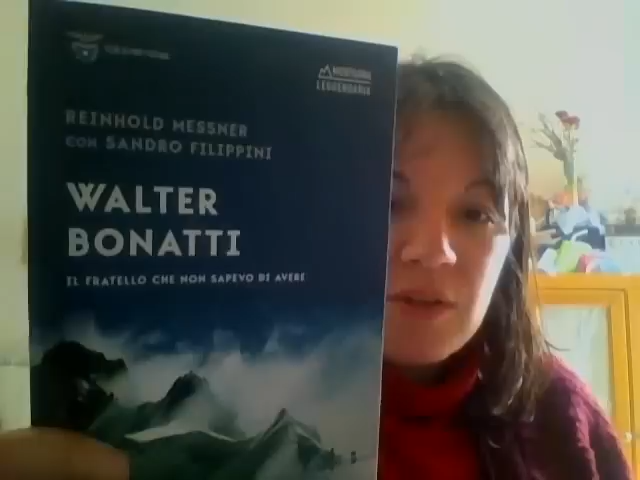 MONTAGNA
LEGGENDARIA
REINHOLD MESSNER
CON SANDRO FILIPPINI
WALTER
BONATTI
IL FRATELLO CHE NON SAPEVO DI AVERE